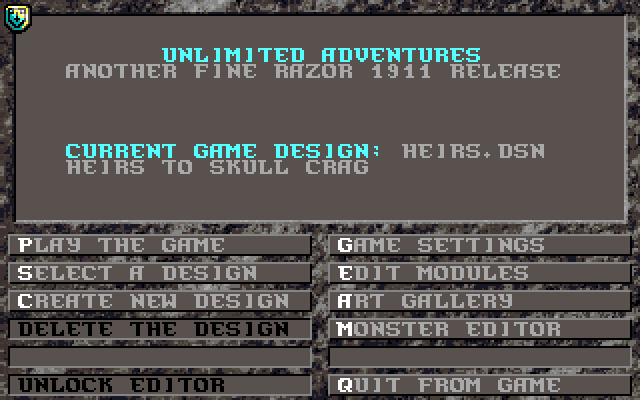 UNLIMITED ADVENTURES
ANOTHER FINE RAZOR 1911 RELEASE
CURRENT GAME DESIGN: HEIRS.DSN
HEIRS TO SKULL CRAG
PLAY THE GAME
GAME SETTINGS
SELECT A DESIGN
EDIT MODULES
CREATE NEW DESIGN
ART GALLERY
DELETE THE DESIGN
MONSTER EDITOR
UNLOCK EDITOR
QUIT FROM GAME